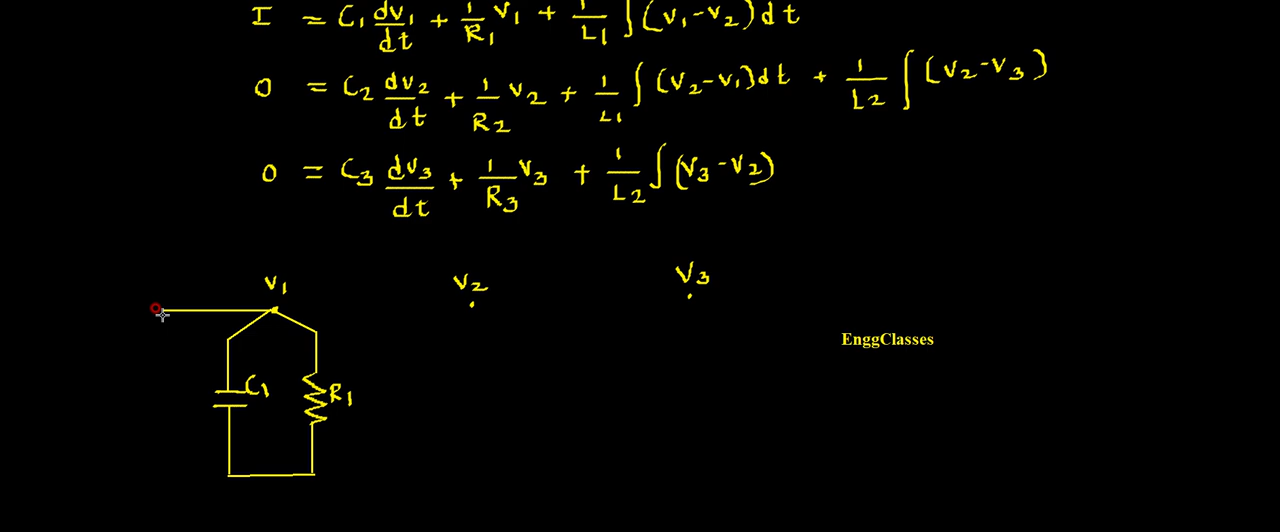 I = C₁ dv₁/dt + 1/R₁ V₁ + 1/L₁ ∫(v₁-v₂)dt
0 = C₂ dv₂/dt + 1/R₂ V₂ + 1/L₁ ∫(V₂-V₁)dt + 1/L₂ ∫(V₂-V₃)
0 = C₃ dv₃/dt + 1/R₃ V₃ + 1/L₂ ∫(V₃-V₂)
V₁ V₂ V₃
EnggClasses
C₁ R₁